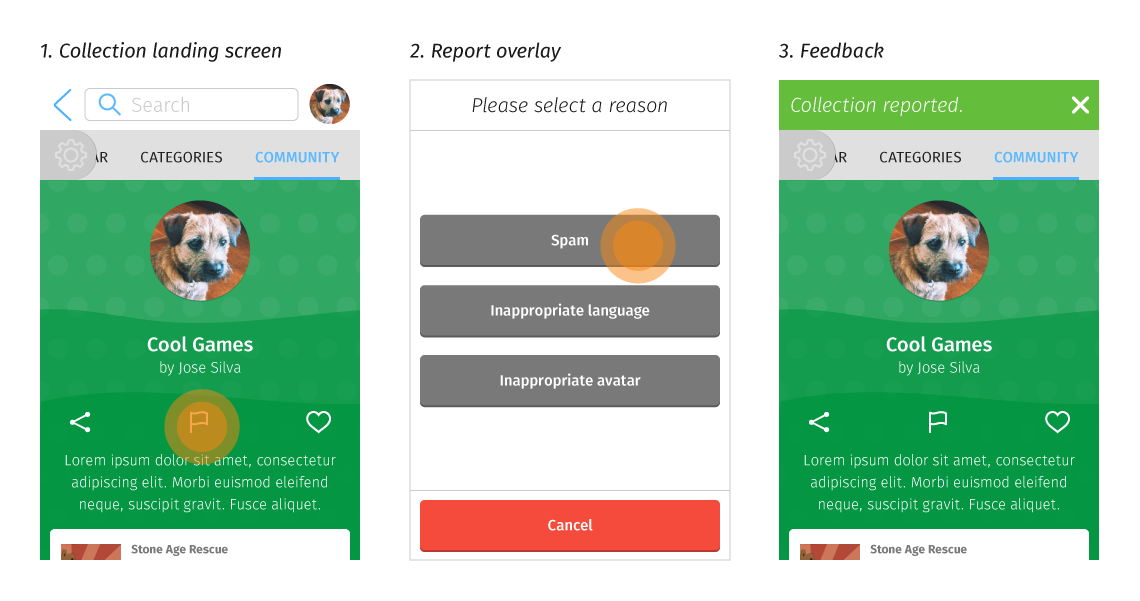 1. Collection landing screen
Search
AR CATEGORIES COMMUNITY
Cool Games
by Jose Silva
Lorem ipsum dolor sit amet, consectetur
adipiscing elit. Morbi euismod eleifend
neque, suscipit gravit. Fusce aliquet.
Stone Age Rescue
2. Report overlay
Please select a reason
Spam
Inappropriate language
Inappropriate avatar
Cancel
3. Feedback
Collection reported.
AR CATEGORIES COMMUNITY
Cool Games
by Jose Silva
Lorem ipsum dolor sit amet, consectetur
adipiscing elit. Morbi euismod eleifend
neque, suscipit gravit. Fusce aliquet.
Stone Age Rescue